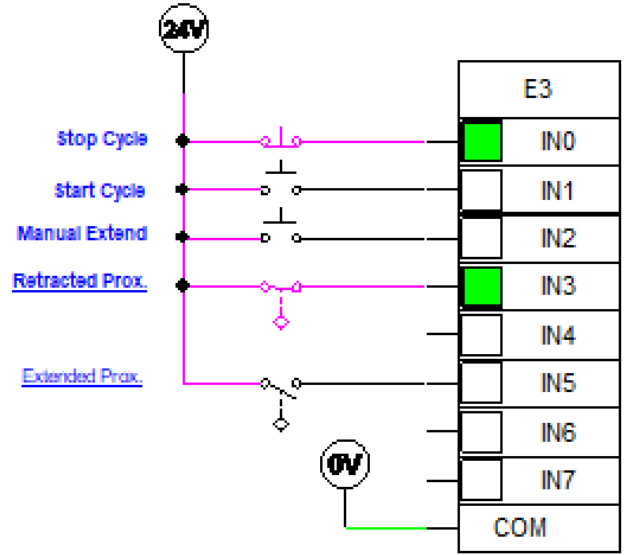 24V
E3
Stop Cycle
IN0
Start Cycle
IN1
Manual Extend
IN2
Retracted Prox.
IN3
IN4
Extended Prox.
IN5
IN6
0V
IN7
COM